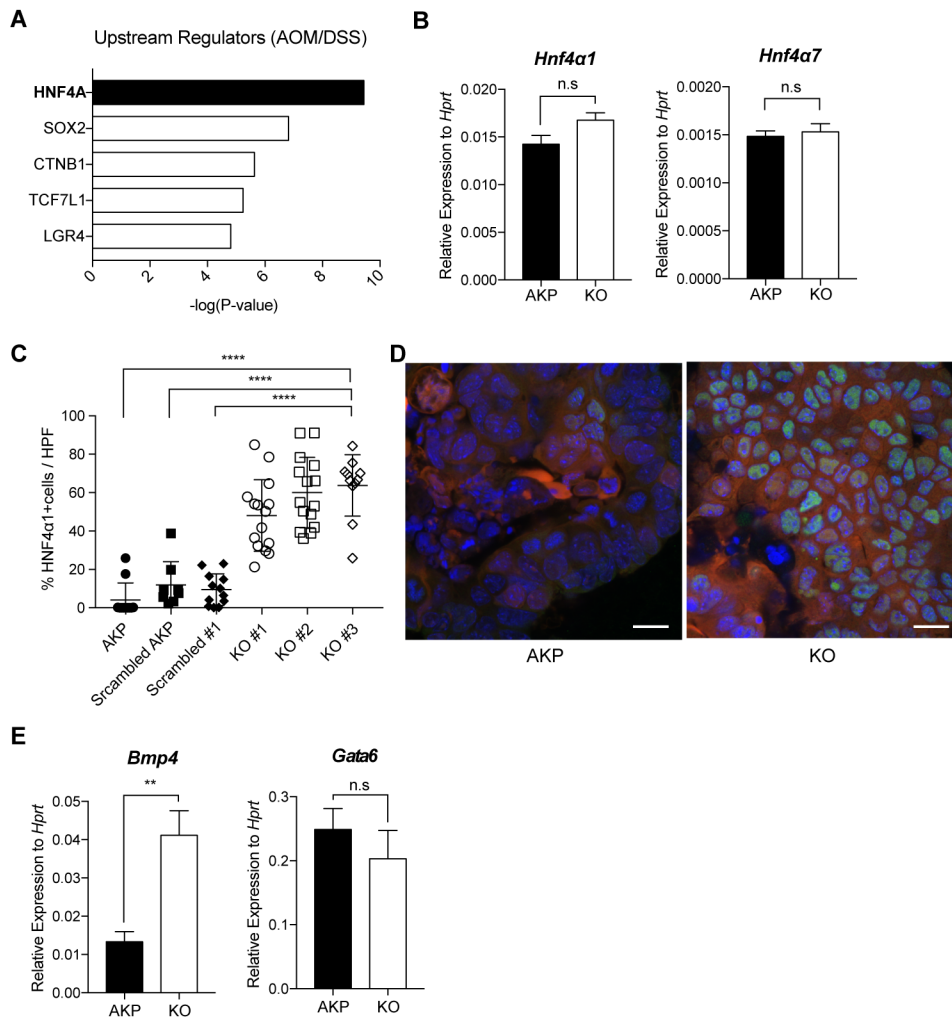 A
Upstream Regulators (AOM/DSS)
HNF4A
SOX2
CTNB1
TCF7L1
LGR4
0 2 4 6 8 10
-log(P-value)
B
Hnf4α1
n.s
Relative Expression to Hprt
0.020
0.015
0.010
0.005
0.000
AKP KO
Hnf4α7
n.s
Relative Expression to Hprt
0.0020
0.0015
0.0010
0.0005
0.0000
AKP KO
C
****
****
****
% HNF4α1+cells / HPF
100
80
60
40
20
0
AKP
Srcambled AKP
Scrambled #1
KO #1
KO #2
KO #3
D
AKP KO
E
Bmp4
**
Relative Expression to Hprt
0.05
0.04
0.03
0.02
0.01
0.00
AKP KO
Gata6
n.s
Relative Expression to Hprt
0.3
0.2
0.1
0.0
AKP KO